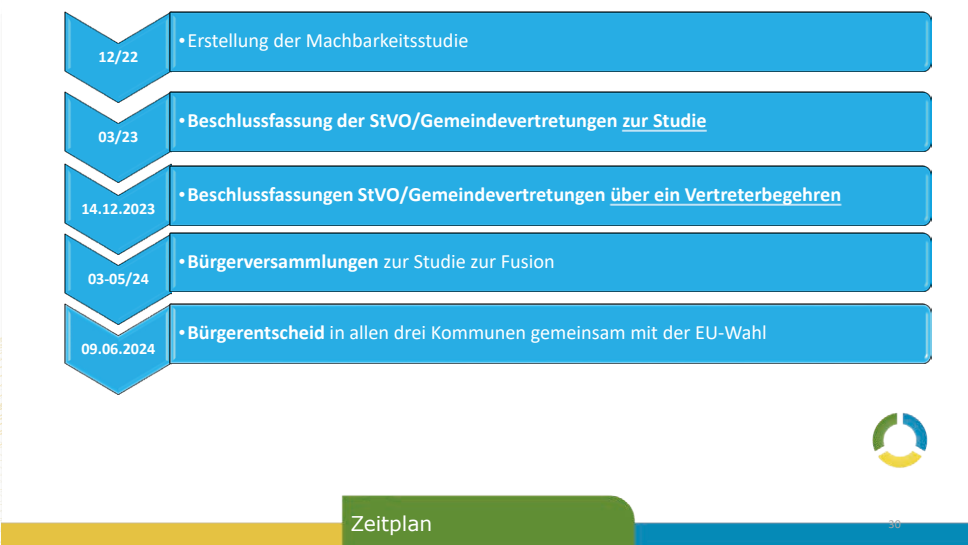 12/22
•Erstellung der Machbarkeitsstudie
03/23
•Beschlussfassung der StVO/Gemeindevertretungen zur Studie
14.12.2023
•Beschlussfassungen StVO/Gemeindevertretungen über ein Vertreterbegehren
03-05/24
•Bürgerversammlungen zur Studie zur Fusion
09.06.2024
•Bürgerentscheid in allen drei Kommunen gemeinsam mit der EU-Wahl
Zeitplan
30